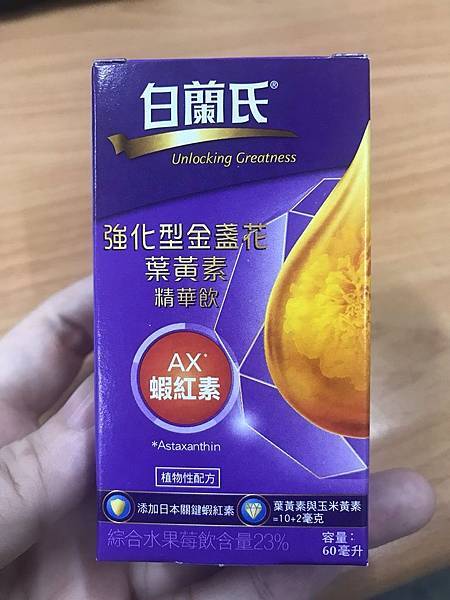 白蘭氏®
Unlocking Greatness
強化型金盞花
葉黃素
精華飲
AX*
蝦紅素
*Astaxanthin
植物性配方
添加日本關鍵蝦紅素
葉黃素與玉米黃素
=10+2毫克
綜合水果莓飲含量23%
容量：
60毫升